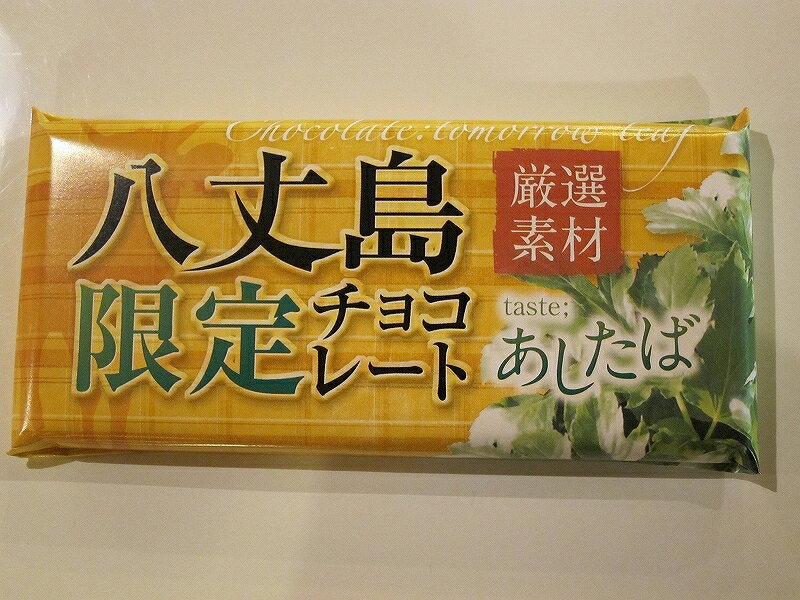 Chocolate:tomorrow leaf
八丈島
限定チョコレート
厳選
素材
taste;
あしたば